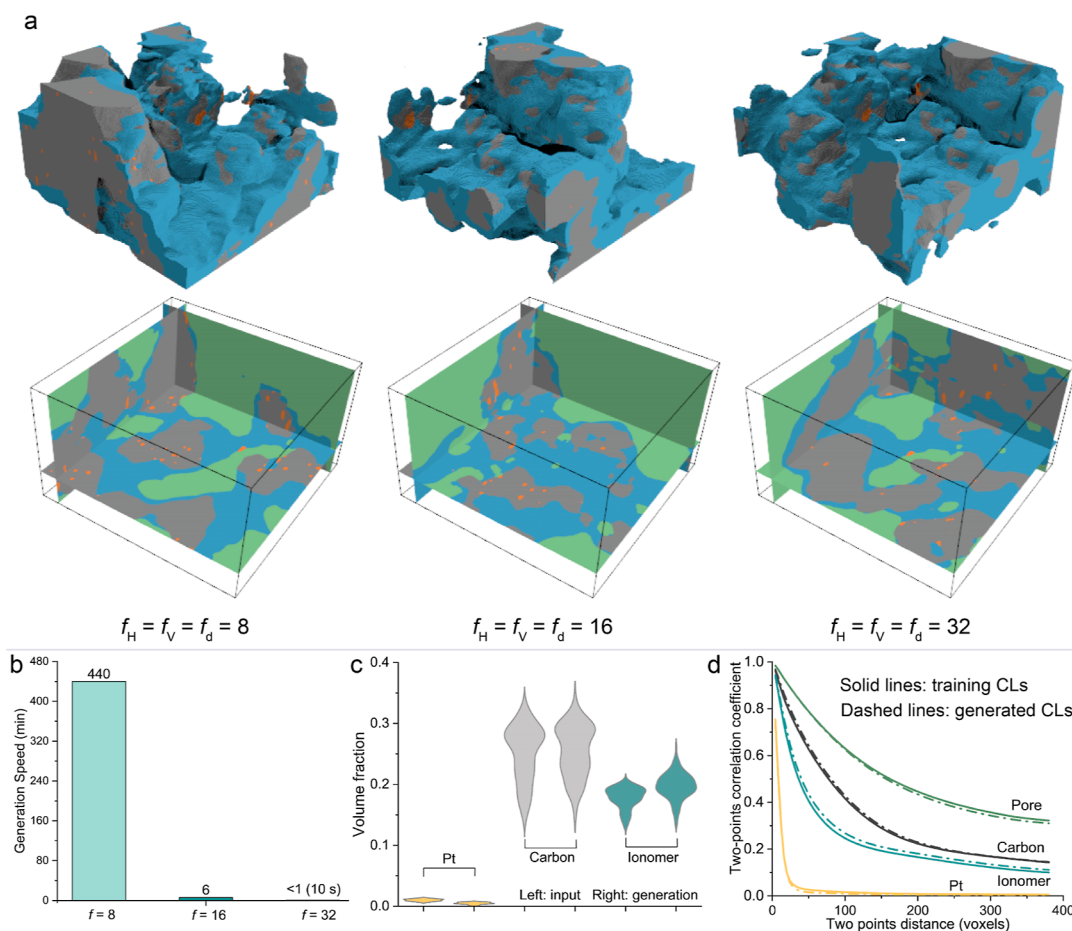 a
f_H = f_V = f_d = 8
f_H = f_V = f_d = 16
f_H = f_V = f_d = 32
b
Generation Speed (min)
480
400
320
240
160
80
0
440
6
<1 (10 s)
f = 8
f = 16
f = 32
c
Volume fraction
0.4
0.3
0.2
0.1
0.0
Pt
Carbon
Ionomer
Left: input
Right: generation
d
Two-points correlation coefficient
1.0
0.8
0.6
0.4
0.2
0.0
Solid lines: training CLs
Dashed lines: generated CLs
Pore
Carbon
Ionomer
Pt
0
100
200
300
400
Two points distance (voxels)